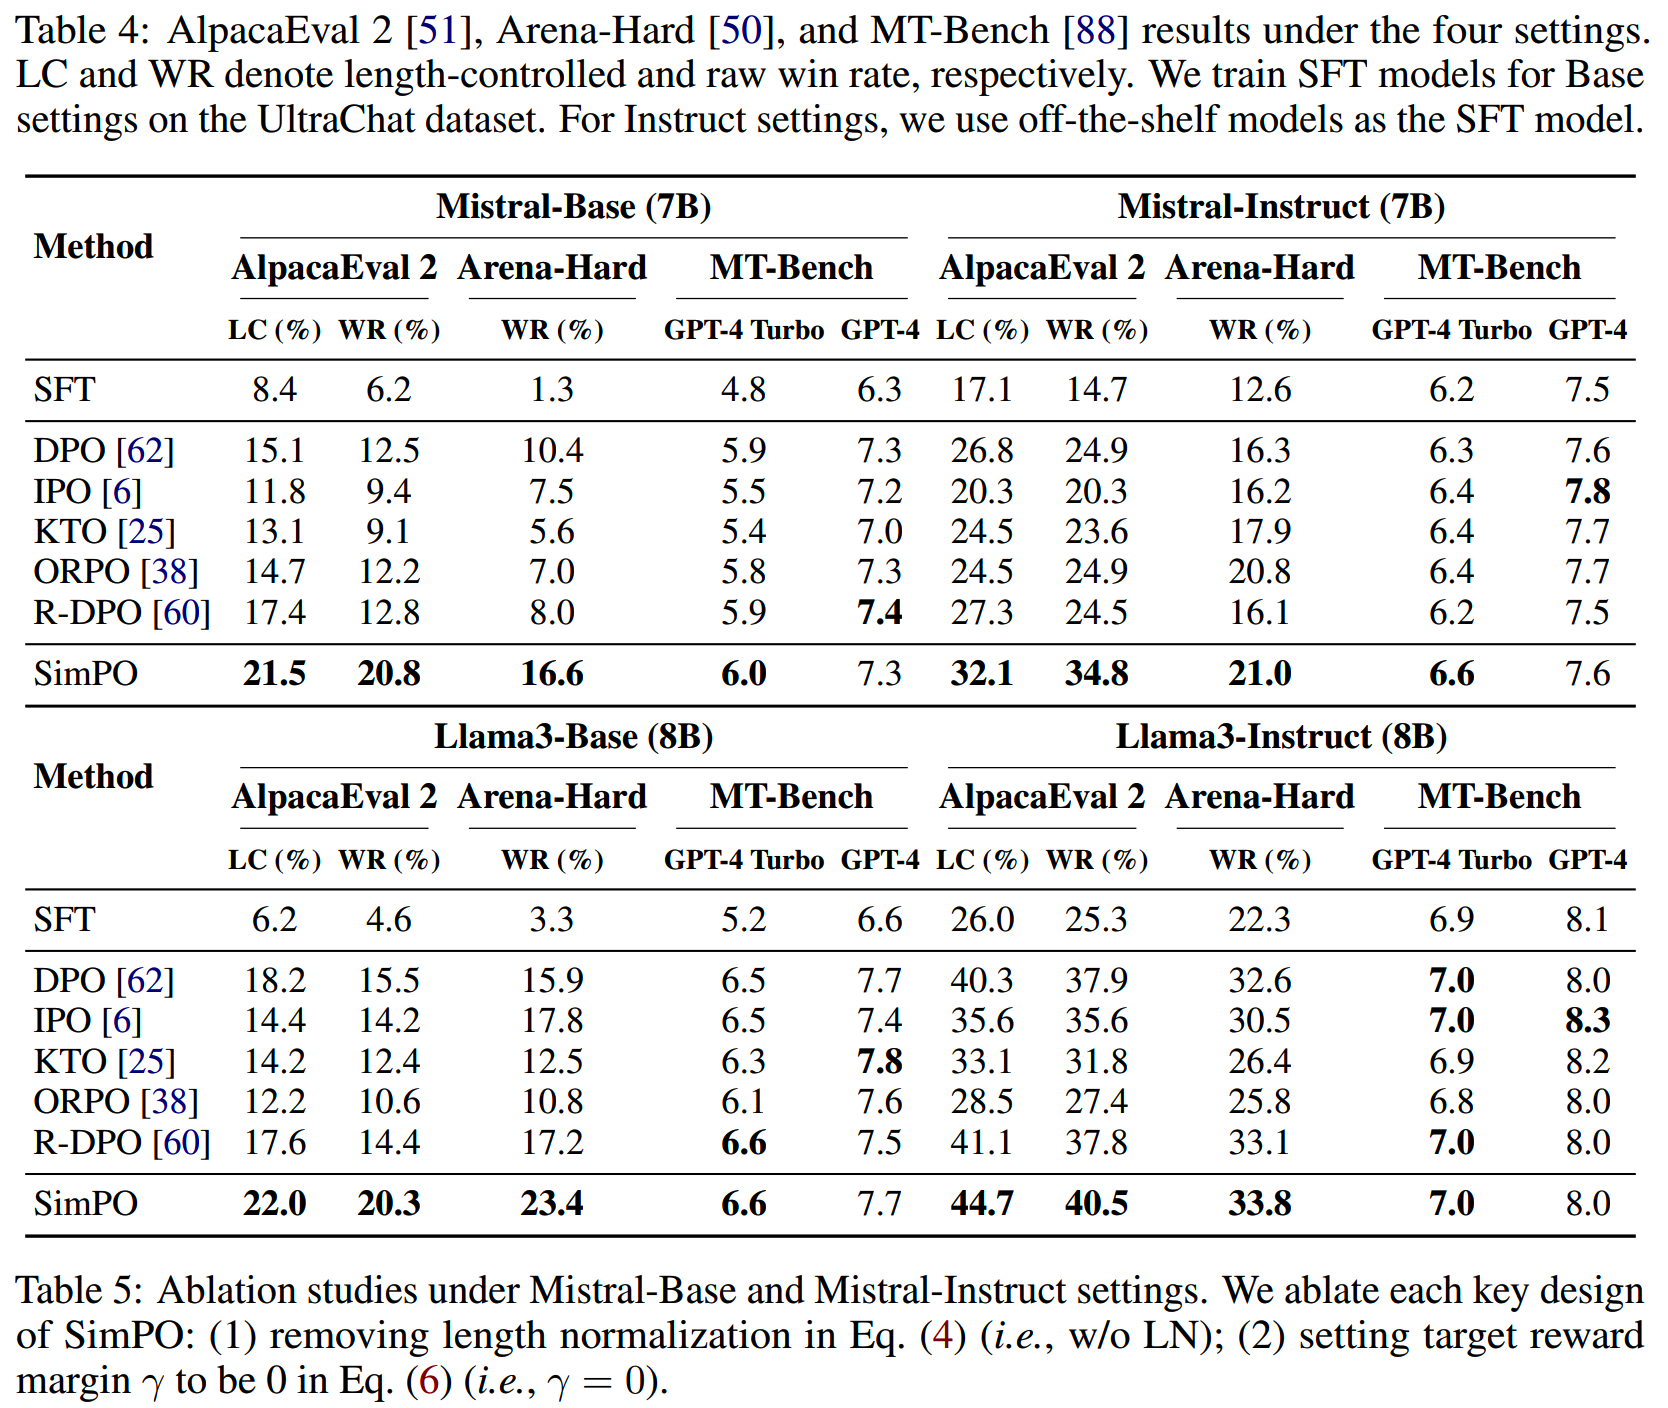 Table 4: AlpacaEval 2 [51], Arena-Hard [50], and MT-Bench [88] results under the four settings.
LC and WR denote length-controlled and raw win rate, respectively. We train SFT models for Base
settings on the UltraChat dataset. For Instruct settings, we use off-the-shelf models as the SFT model.
Method Mistral-Base (7B) Mistral-Instruct (7B)
AlpacaEval 2 Arena-Hard MT-Bench AlpacaEval 2 Arena-Hard MT-Bench
LC (%) WR (%) WR (%) GPT-4 Turbo GPT-4 LC (%) WR (%) WR (%) GPT-4 Turbo GPT-4
SFT 8.4 6.2 1.3 4.8 6.3 17.1 14.7 12.6 6.2 7.5
DPO [62] 15.1 12.5 10.4 5.9 7.3 26.8 24.9 16.3 6.3 7.6
IPO [6] 11.8 9.4 7.5 5.5 7.2 20.3 20.3 16.2 6.4 7.8
KTO [25] 13.1 9.1 5.6 5.4 7.0 24.5 23.6 17.9 6.4 7.7
ORPO [38] 14.7 12.2 7.0 5.8 7.3 24.5 24.9 20.8 6.4 7.7
R-DPO [60] 17.4 12.8 8.0 5.9 7.4 27.3 24.5 16.1 6.2 7.5
SimPO 21.5 20.8 16.6 6.0 7.3 32.1 34.8 21.0 6.6 7.6
Method Llama3-Base (8B) Llama3-Instruct (8B)
AlpacaEval 2 Arena-Hard MT-Bench AlpacaEval 2 Arena-Hard MT-Bench
LC (%) WR (%) WR (%) GPT-4 Turbo GPT-4 LC (%) WR (%) WR (%) GPT-4 Turbo GPT-4
SFT 6.2 4.6 3.3 5.2 6.6 26.0 25.3 22.3 6.9 8.1
DPO [62] 18.2 15.5 15.9 6.5 7.7 40.3 37.9 32.6 7.0 8.0
IPO [6] 14.4 14.2 17.8 6.5 7.4 35.6 35.6 30.5 7.0 8.3
KTO [25] 14.2 12.4 12.5 6.3 7.8 33.1 31.8 26.4 6.9 8.2
ORPO [38] 12.2 10.6 10.8 6.1 7.6 28.5 27.4 25.8 6.8 8.0
R-DPO [60] 17.6 14.4 17.2 6.6 7.5 41.1 37.8 33.1 7.0 8.0
SimPO 22.0 20.3 23.4 6.6 7.7 44.7 40.5 33.8 7.0 8.0
Table 5: Ablation studies under Mistral-Base and Mistral-Instruct settings. We ablate each key design
of SimPO: (1) removing length normalization in Eq. (4) (i.e., w/o LN); (2) setting target reward
margin γ to be 0 in Eq. (6) (i.e., γ = 0).